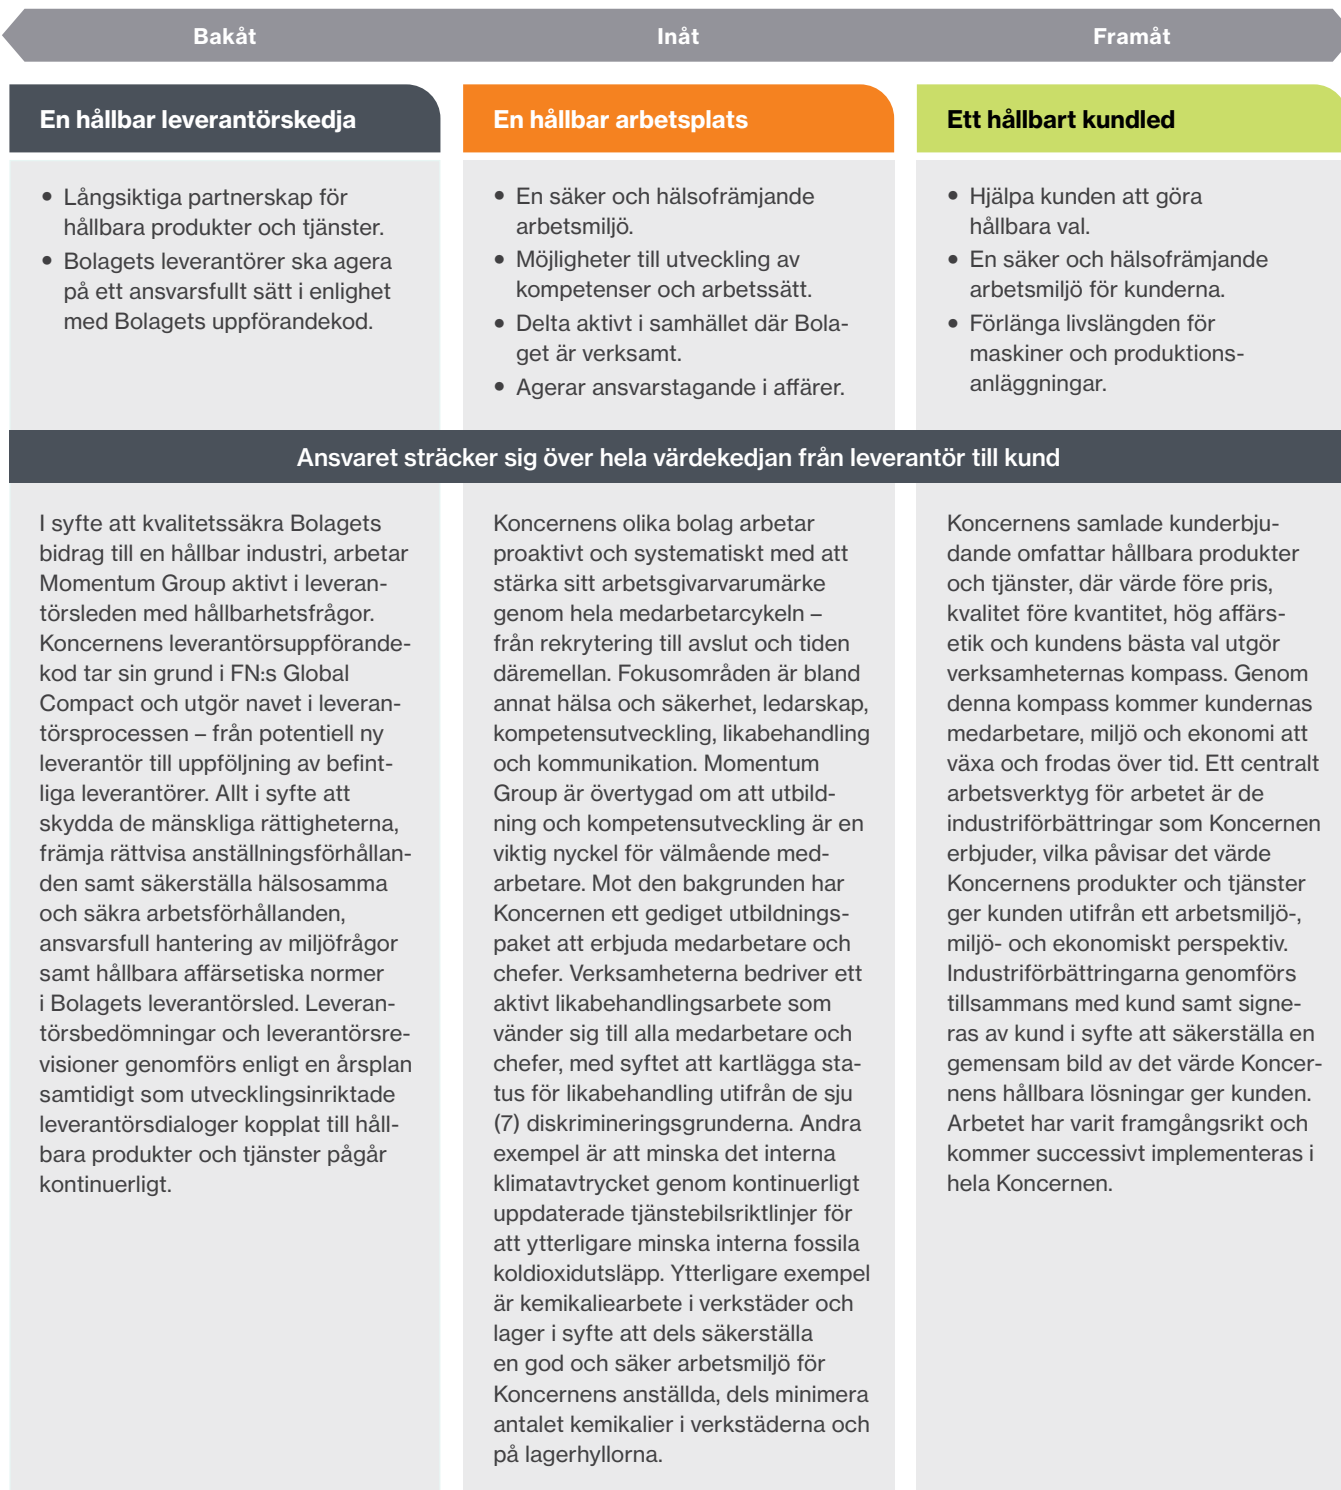 Bakåt
Inåt
Framåt
En hållbar leverantörskedja
• Långsiktiga partnerskap för
hållbara produkter och tjänster.
• Bolagets leverantörer ska agera
på ett ansvarsfullt sätt i enlighet
med Bolagets uppförandekod.
En hållbar arbetsplats
• En säker och hälsofrämjande
arbetsmiljö.
• Möjligheter till utveckling av
kompetenser och arbetssätt.
• Delta aktivt i samhället där Bola-
get är verksamt.
• Agerar ansvarstagande i affärer.
Ett hållbart kundled
• Hjälpa kunden att göra
hållbara val.
• En säker och hälsofrämjande
arbetsmiljö för kunderna.
• Förlänga livslängden för
maskiner och produktions-
anläggningar.
Ansvaret sträcker sig över hela värdekedjan från leverantör till kund
I syfte att kvalitetssäkra Bolagets
bidrag till en hållbar industri, arbetar
Momentum Group aktivt i leveran-
törsleden med hållbarhetsfrågor.
Koncernens leverantörsuppförande-
kod tar sin grund i FN:s Global
Compact och utgör navet i leveran-
törsprocessen – från potentiell ny
leverantör till uppföljning av befint-
liga leverantörer. Allt i syfte att
skydda de mänskliga rättigheterna,
främja rättvisa anställningsförhållan-
den samt säkerställa hälsosamma
och säkra arbetsförhållanden,
ansvarsfull hantering av miljöfrågor
samt hållbara affärsetiska normer
i Bolagets leverantörsled. Leveran-
törsbedömningar och leverantörsre-
visioner genomförs enligt en årsplan
samtidigt som utvecklingsinriktade
leverantörsdialoger kopplat till håll-
bara produkter och tjänster pågår
kontinuerligt.
Koncernens olika bolag arbetar
proaktivt och systematiskt med att
stärka sitt arbetsgivarvarumärke
genom hela medarbetarcykeln –
från rekrytering till avslut och tiden
däremellan. Fokusområden är bland
annat hälsa och säkerhet, ledarskap,
kompetensutveckling, likabehandling
och kommunikation. Momentum
Group är övertygad om att utbild-
ning och kompetensutveckling är en
viktig nyckel för välmående med-
arbetare. Mot den bakgrunden har
Koncernen ett gediget utbildnings-
paket att erbjuda medarbetare och
chefer. Verksamheterna bedriver ett
aktivt likabehandlingsarbete som
vänder sig till alla medarbetare och
chefer, med syftet att kartlägga sta-
tus för likabehandling utifrån de sju
(7) diskrimineringsgrunderna. Andra
exempel är att minska det interna
klimatavtrycket genom kontinuerligt
uppdaterade tjänstebilsriktlinjer för
att ytterligare minska interna fossila
koldioxidutsläpp. Ytterligare exempel
är kemikaliearbete i verkstäder och
lager i syfte att dels säkerställa
en god och säker arbetsmiljö för
Koncernens anställda, dels minimera
antalet kemikalier i verkstäderna och
på lagerhyllorna.
Koncernens samlade kunderbju-
dande omfattar hållbara produkter
och tjänster, där värde före pris,
kvalitet före kvantitet, hög affärs-
etik och kundens bästa val utgör
verksamheternas kompass. Genom
denna kompass kommer kundernas
medarbetare, miljö och ekonomi att
växa och frodas över tid. Ett centralt
arbetsverktyg för arbetet är de
industriförbättringar som Koncernen
erbjuder, vilka påvisar det värde
Koncernens produkter och tjänster
ger kunden utifrån ett arbetsmiljö-,
miljö- och ekonomiskt perspektiv.
Industriförbättringarna genomförs
tillsammans med kund samt signe-
ras av kund i syfte att säkerställa en
gemensam bild av det värde Koncer-
nens hållbara lösningar ger kunden.
Arbetet har varit framgångsrikt och
kommer successivt implementeras i
hela Koncernen.